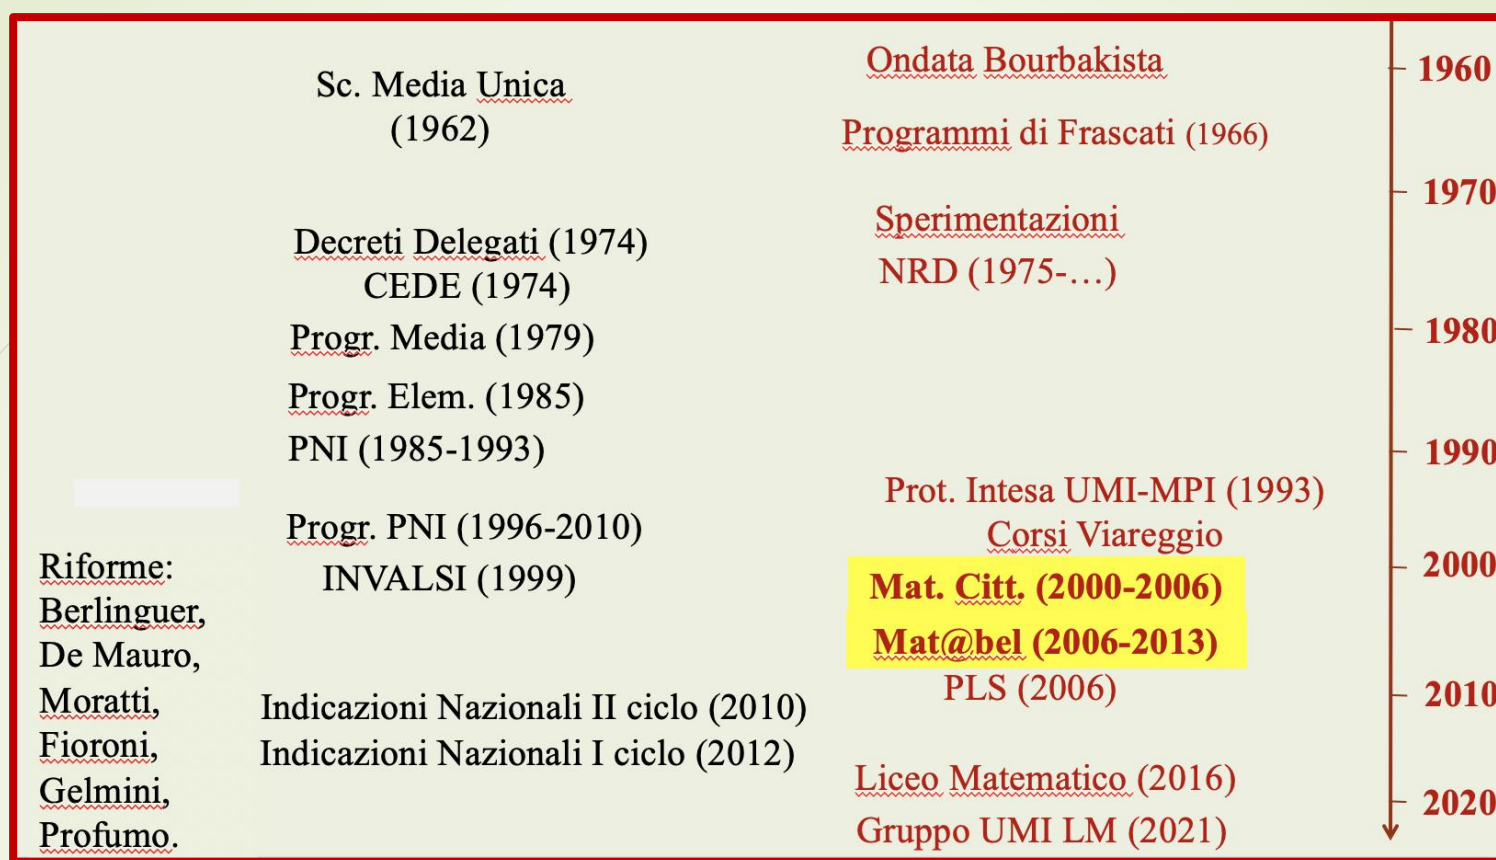 Sc. Media Unica
(1962)
Decreti Delegati (1974)
CEDE (1974)
Progr. Media (1979)
Progr. Elem. (1985)
PNI (1985-1993)
Progr. PNI (1996-2010)
INVALSI (1999)
Riforme:
Berlinguer,
De Mauro,
Moratti,
Fioroni,
Gelmini,
Profumo.
Indicazioni Nazionali II ciclo (2010)
Indicazioni Nazionali I ciclo (2012)
Ondata Bourbakista
Programmi di Frascati (1966)
Sperimentazioni
NRD (1975-…)
Prot. Intesa UMI-MPI (1993)
Corsi Viareggio
Mat. Citt. (2000-2006)
Mat@bel (2006-2013)
PLS (2006)
Liceo Matematico (2016)
Gruppo UMI LM (2021)
1960
1970
1980
1990
2000
2010
2020